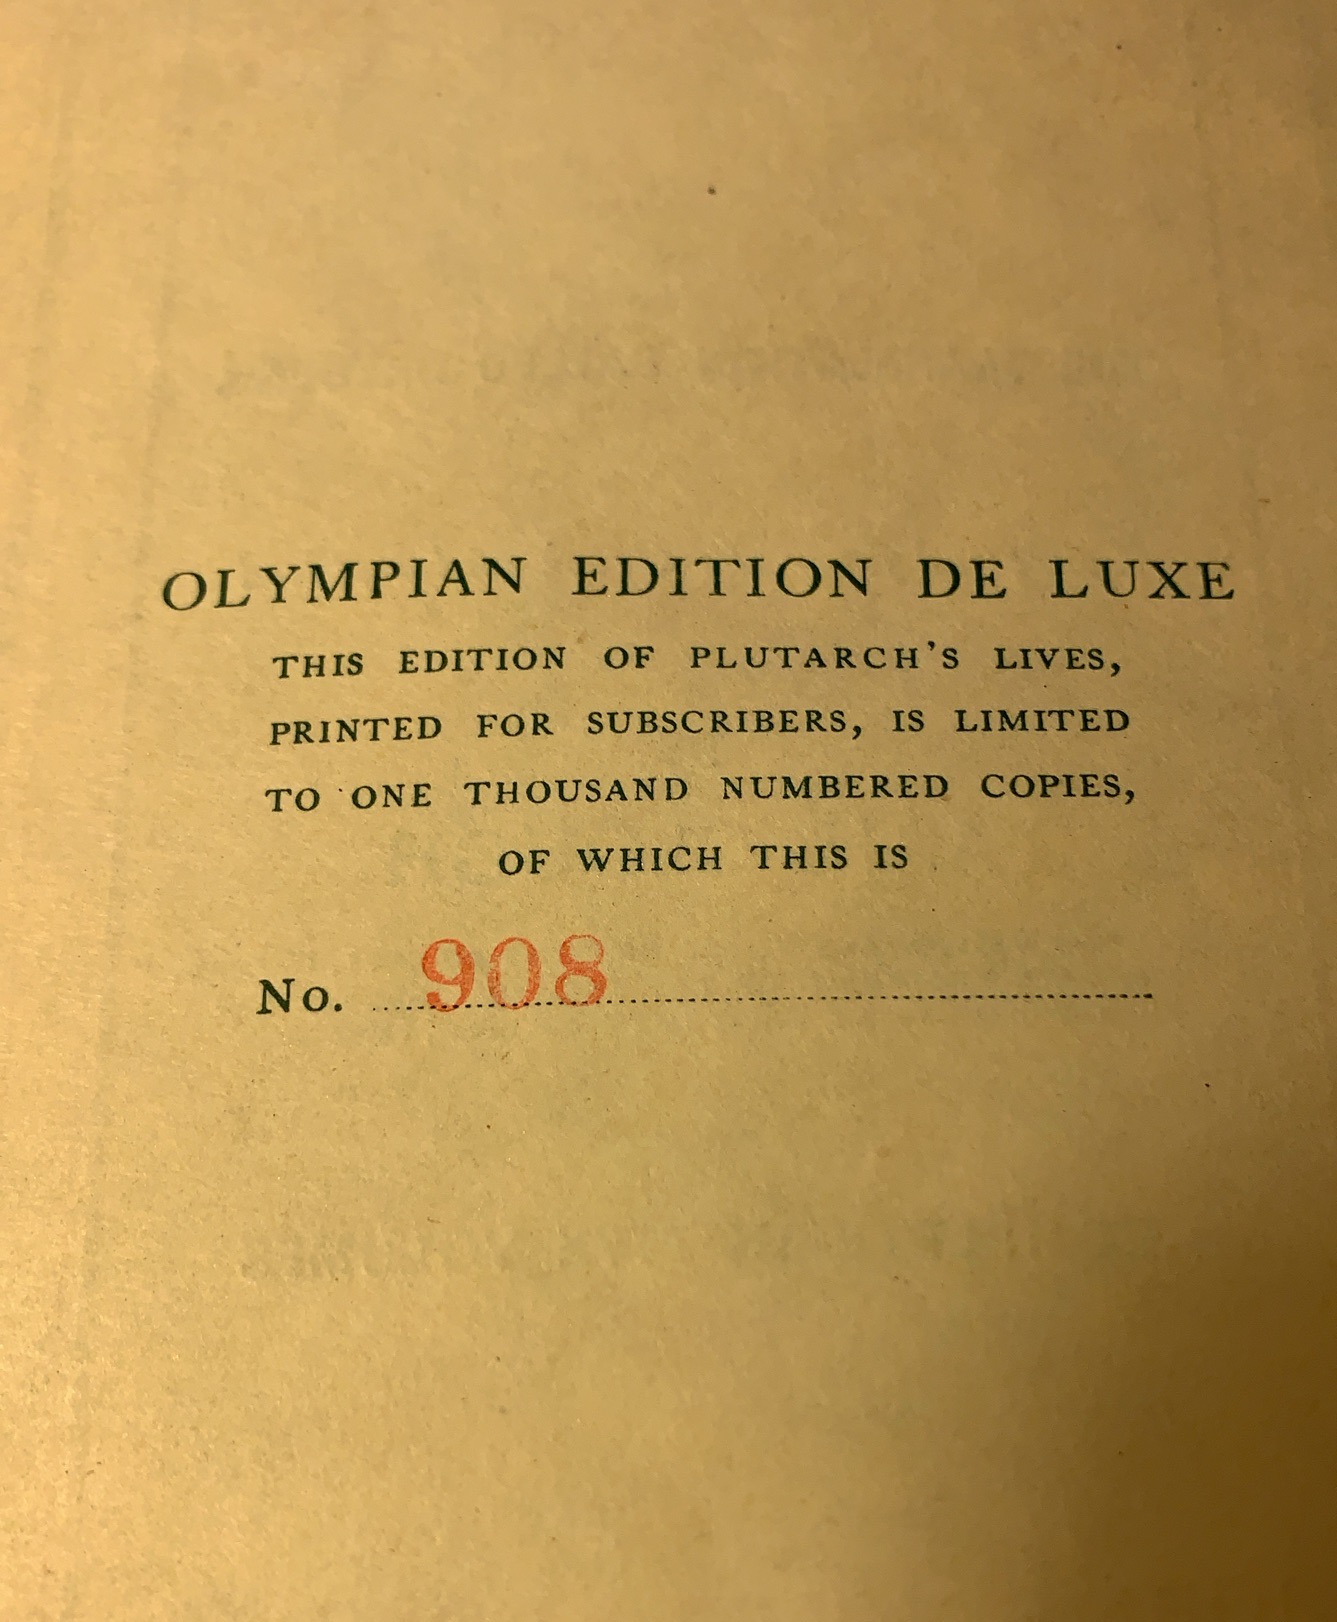 OLYMPIAN EDITION DE LUXE
THIS EDITION OF PLUTARCH'S LIVES,
PRINTED FOR SUBSCRIBERS, IS LIMITED
TO ONE THOUSAND NUMBERED COPIES,
OF WHICH THIS IS
No. 908